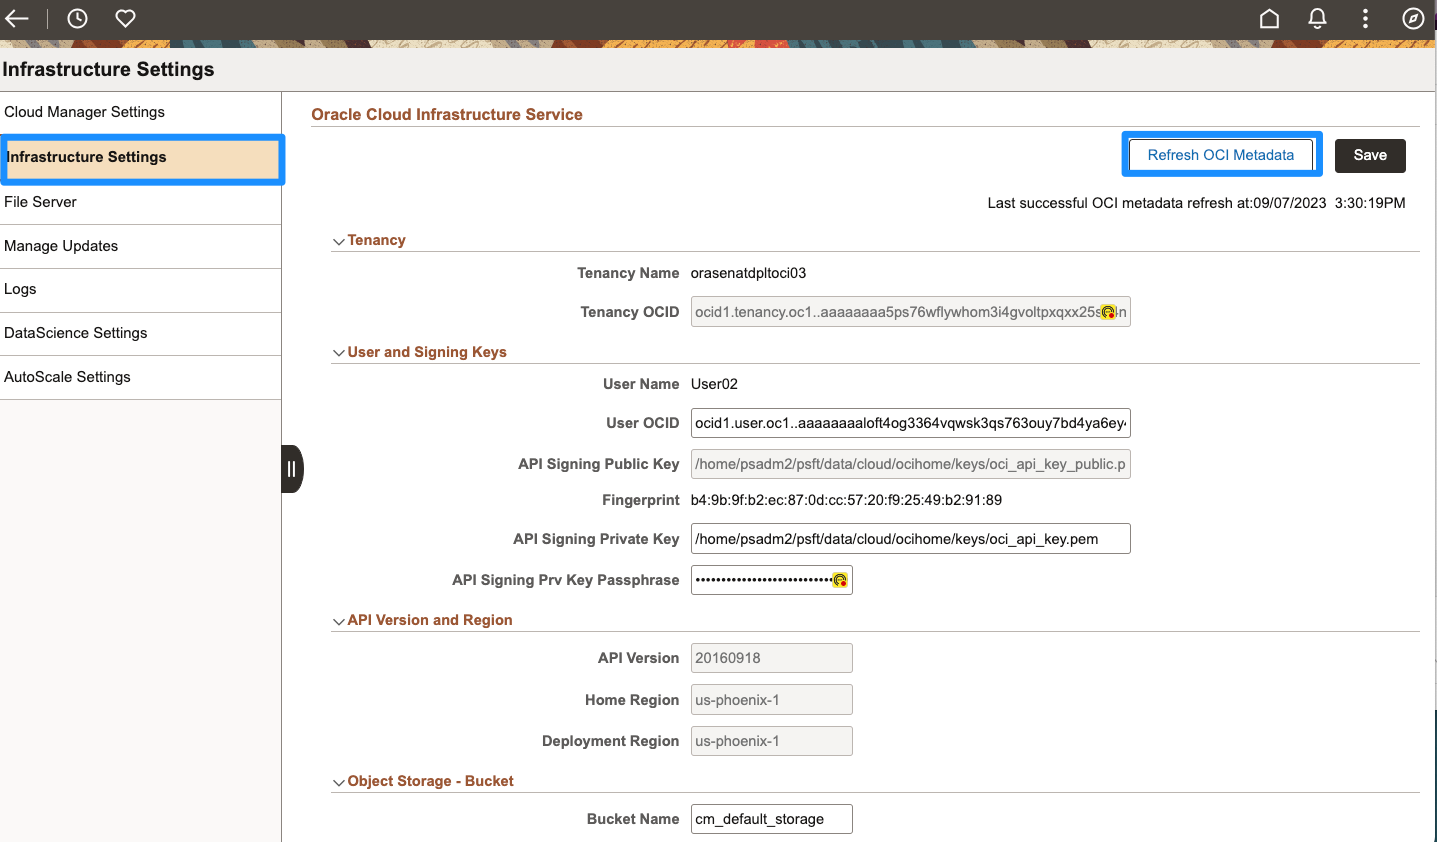 Infrastructure Settings
Cloud Manager Settings
Infrastructure Settings
File Server
Manage Updates
Logs
DataScience Settings
AutoScale Settings
Oracle Cloud Infrastructure Service
Refresh OCI Metadata
Save
Last successful OCI metadata refresh at:09/07/2023 3:30:19PM
Tenancy
Tenancy Name orasenatdpltoci03
Tenancy OCID
User and Signing Keys
User Name User02
User OCID ocid1.user.oc1..aaaaaaaaloft4og3364vqwsk3qs763ouy7bd4ya6ey
API Signing Public Key /home/psadm2/psft/data/cloud/ocihome/keys/oci_api_key_public.p
Fingerprint b4:9b:9f:b2:ec:87:0d:cc:57:20:f9:25:49:b2:91:89
API Signing Private Key /home/psadm2/psft/data/cloud/ocihome/keys/oci_api_key.pem
API Signing Prv Key Passphrase
API Version and Region
API Version 20160918
Home Region us-phoenix-1
Deployment Region us-phoenix-1
Object Storage - Bucket
Bucket Name cm_default_storage